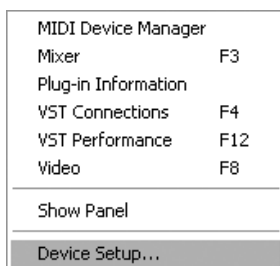 MIDI Device Manager
Mixer F3
Plug-in Information
VST Connections F4
VST Performance F12
Video F8
Show Panel
Device Setup...